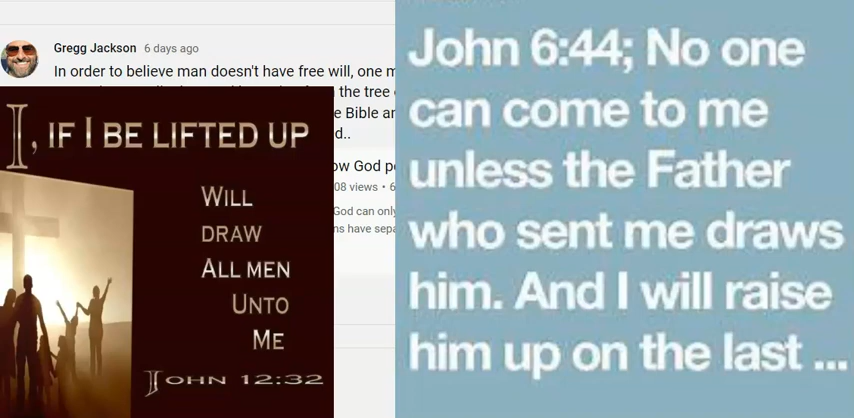 Gregg Jackson 6 days ago
In order to believe man doesn't have free will, one
the tree
e Bible an
d..
ow God
08 views • 6
God can only
ns have sepa
I, IF I BE LIFTED UP
WILL
DRAW
ALL MEN
UNTO
ME
JOHN 12:32
John 6:44; No one
can come to me
unless the Father
who sent me draws
him. And I will raise
him up on the last ...